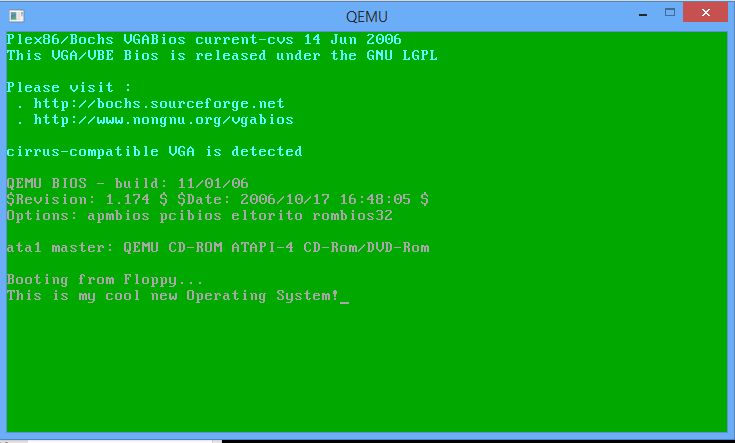 QEMU
Plex86/Bochs VGABios current-cvs 14 Jun 2006
This VGA/VBE Bios is released under the GNU LGPL
Please visit :
. http://bochs.sourceforge.net
. http://www.nongnu.org/vgabios
cirrus-compatible VGA is detected
QEMU BIOS - build: 11/01/06
$Revision: 1.174 $ $Date: 2006/10/17 16:48:05 $
Options: apmbios pcibios eltorito rombios32
ata1 master: QEMU CD-ROM ATAPI-4 CD-Rom/DVD-Rom
Booting from Floppy...
This is my cool new Operating System!_